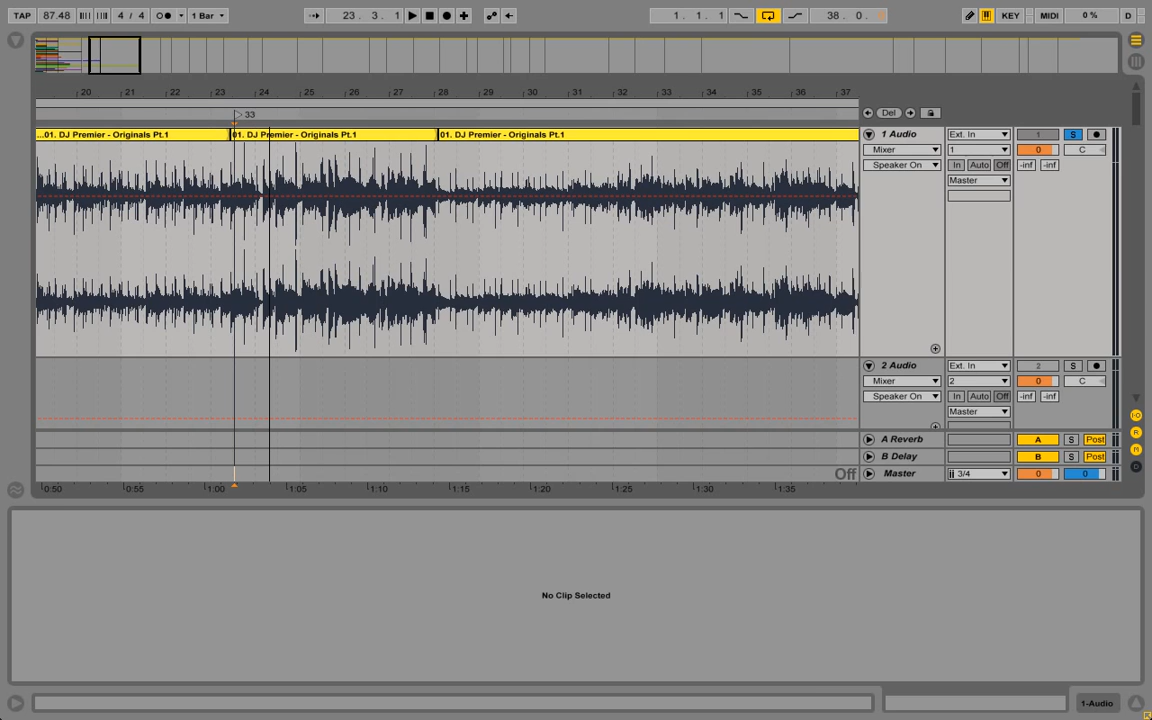 TAP 87.48 4 / 4 1 Bar 23 . 3 . 1 1 . 1 . 1 38 . 0 . KEY MIDI 0 % D
20 21 22 23 24 25 26 27 28 29 30 31 32 33 34 35 36 37
33
Del
...01. DJ Premier - Originals Pt.1 01. DJ Premier - Originals Pt.1 01. DJ Premier - Originals Pt.1
1 Audio Ext. In 1 S
Mixer 1 0 C
Speaker On In Auto Off -inf -inf
Master
2 Audio Ext. In 2 S
Mixer 2 0 C
Speaker On In Auto Off -inf -inf
Master
A Reverb A S Post
B Delay B S Post
Off Master 3/4 0 0
0:50 0:55 1:00 1:05 1:10 1:15 1:20 1:25 1:30 1:35
I·O
R
M
D
No Clip Selected
1-Audio